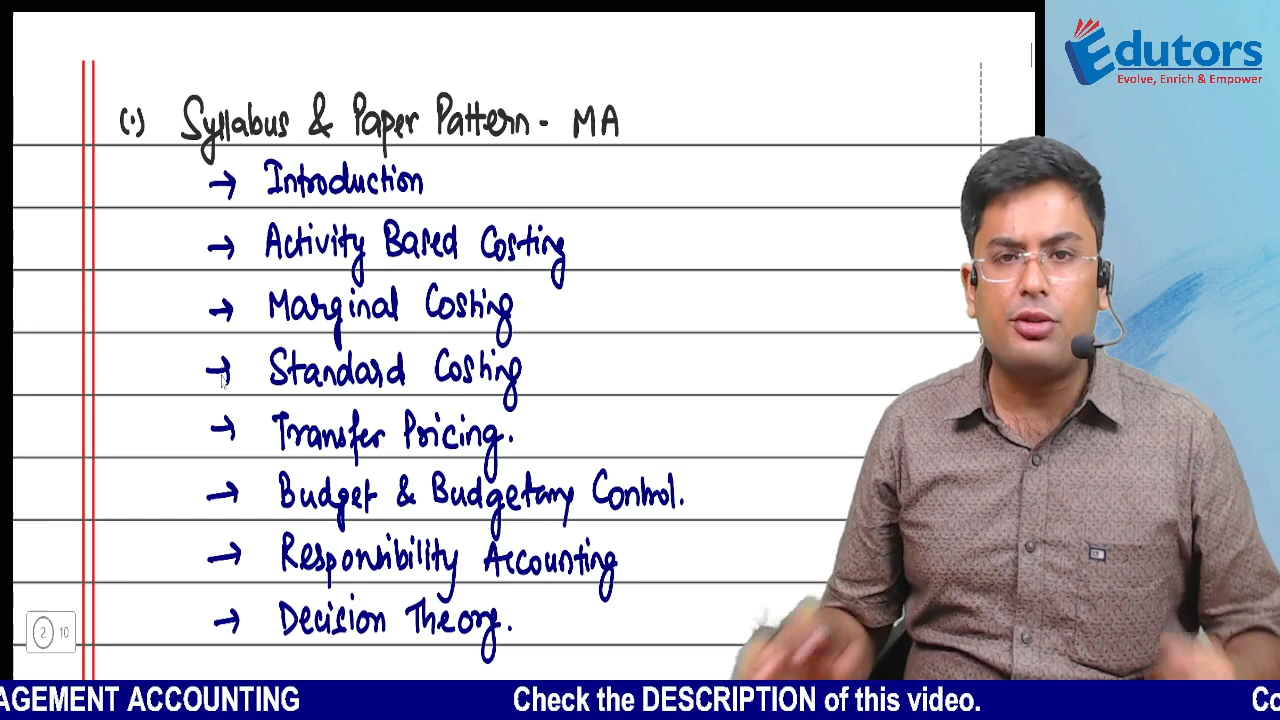 Edutors
Evolve, Enrich & Empower
(.) Syllabus & Paper Pattern - MA
→ Introduction
→ Activity Based Costing
→ Marginal Costing
→ Standard Costing
→ Transfer Pricing.
→ Budget & Budgetary Control.
→ Responsibility Accounting
→ Decision Theory.
2 10
AGEMENT ACCOUNTING Check the DESCRIPTION of this video. Co